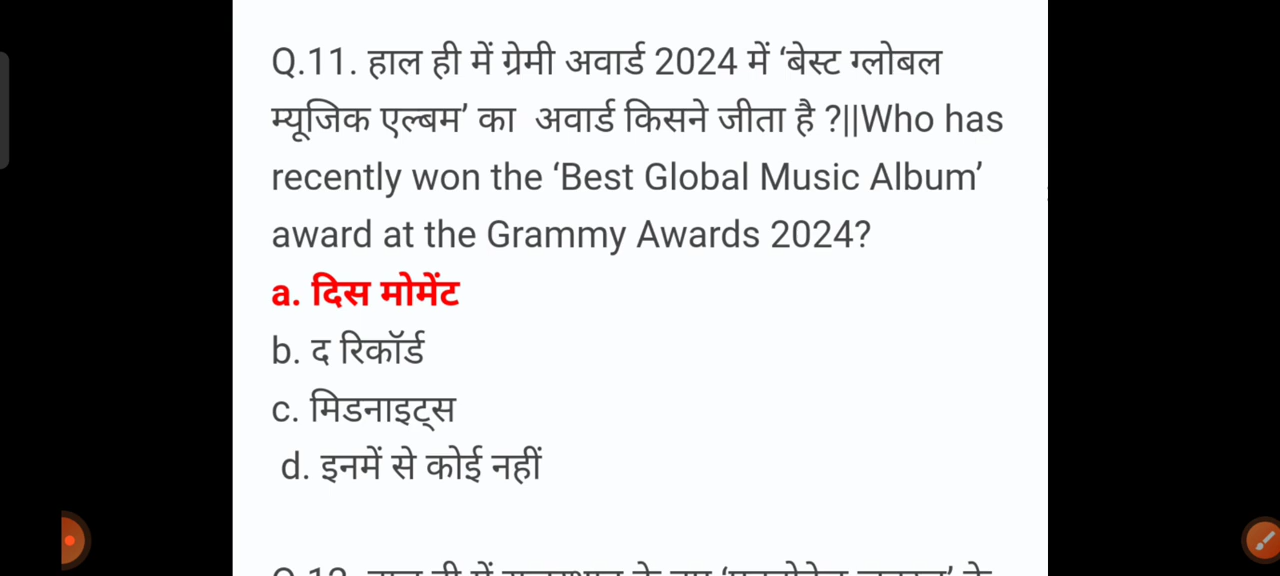 Q.11. हाल ही में ग्रेमी अवार्ड 2024 में ‘बेस्ट ग्लोबल
म्यूजिक एल्बम’ का अवार्ड किसने जीता है ?||Who has
recently won the ‘Best Global Music Album’
award at the Grammy Awards 2024?
a. दिस मोमेंट
b. द रिकॉर्ड
c. मिडनाइट्स
d. इनमें से कोई नहीं